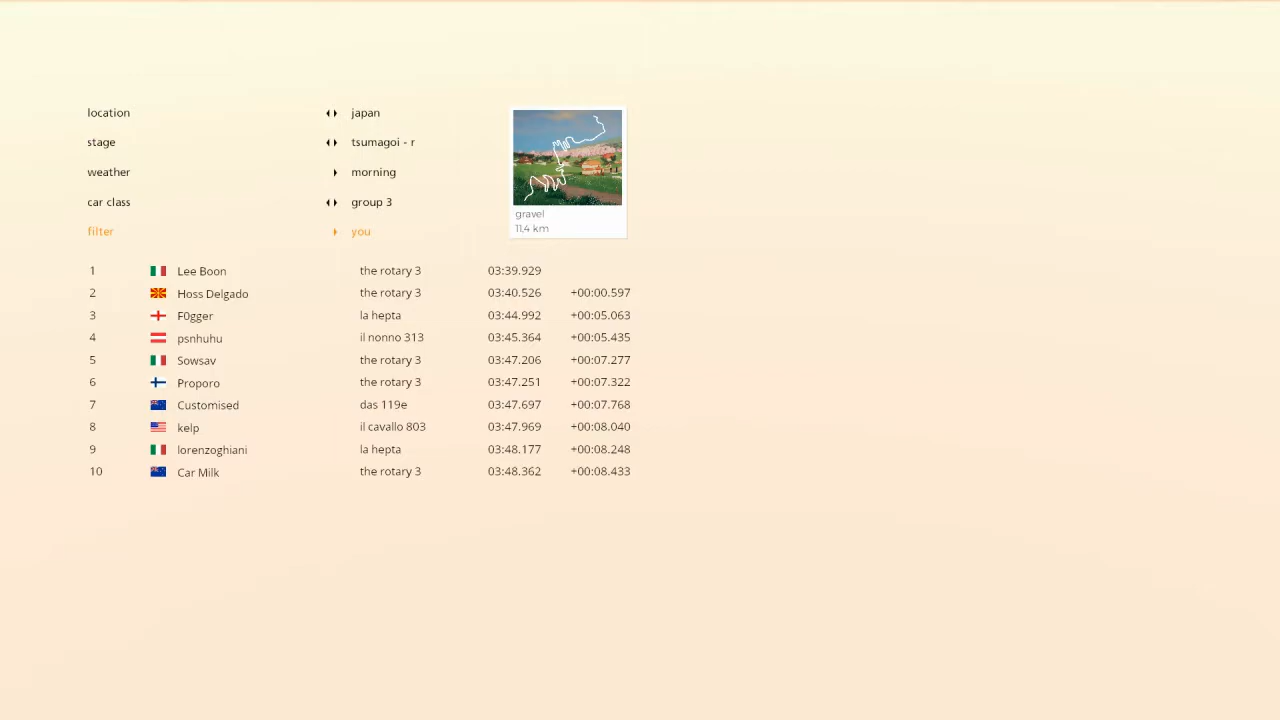 location japan
stage tsumagoi - r
weather morning
car class group 3
filter you
gravel
11,4 km
1 Lee Boon the rotary 3 03:39.929
2 Hoss Delgado the rotary 3 03:40.526 +00:00.597
3 F0gger la hepta 03:44.992 +00:05.063
4 psnhuhu il nonno 313 03:45.364 +00:05.435
5 Sowsav the rotary 3 03:47.206 +00:07.277
6 Proporo the rotary 3 03:47.251 +00:07.322
7 Customised das 119e 03:47.697 +00:07.768
8 kelp il cavallo 803 03:47.969 +00:08.040
9 lorenzoghiani la hepta 03:48.177 +00:08.248
10 Car Milk the rotary 3 03:48.362 +00:08.433